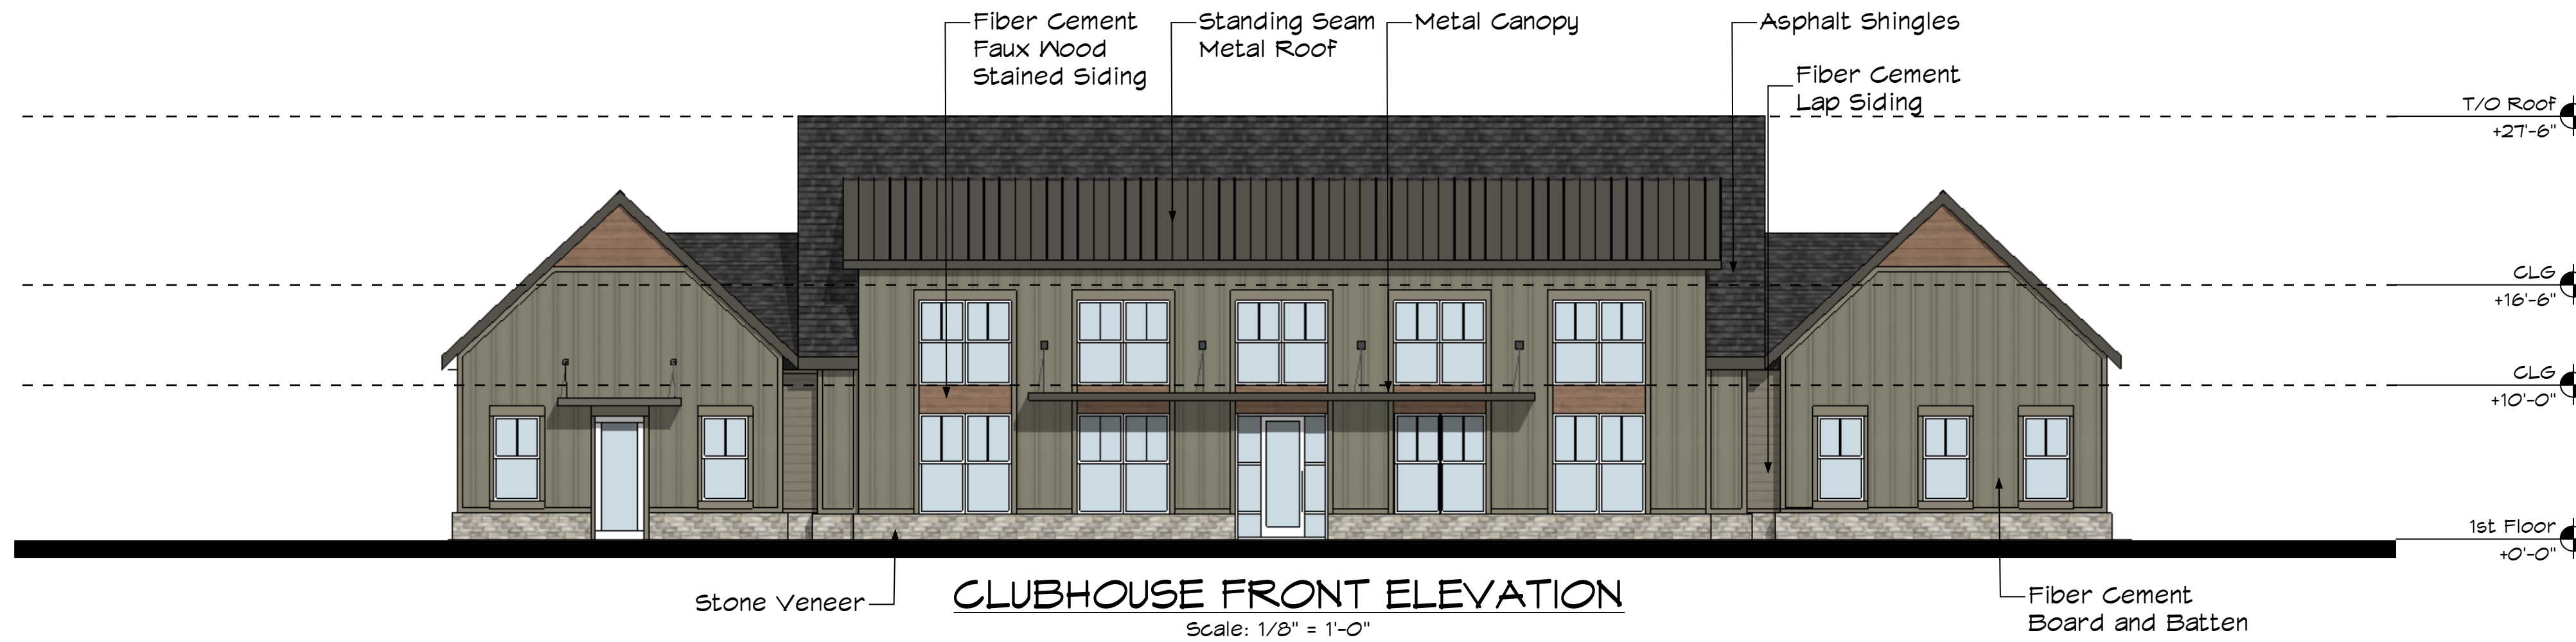 Fiber Cement
Faux Wood
Stained Siding
Standing Seam
Metal Roof
Metal Canopy
Asphalt Shingles
Fiber Cement
Lap Siding
T/O Roof
+27'-6"
CLG
+16'-6"
CLG
+10'-0"
1st Floor
+0'-0"
Stone Veneer
CLUBHOUSE FRONT ELEVATION
Scale: 1/8" = 1'-0"
Fiber Cement
Board and Batten